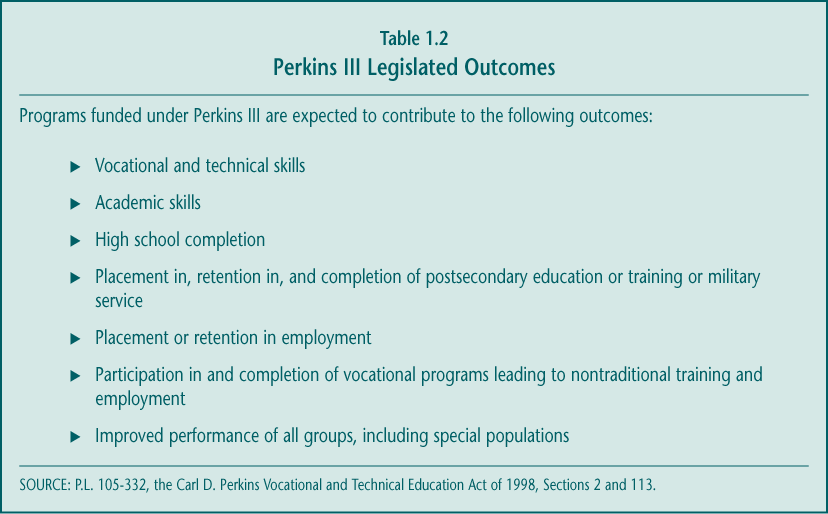 Table 1.2
Perkins III Legislated Outcomes
Programs funded under Perkins III are expected to contribute to the following outcomes:
▶ Vocational and technical skills
▶ Academic skills
▶ High school completion
▶ Placement in, retention in, and completion of postsecondary education or training or military
service
▶ Placement or retention in employment
▶ Participation in and completion of vocational programs leading to nontraditional training and
employment
▶ Improved performance of all groups, including special populations
SOURCE: P.L. 105-332, the Carl D. Perkins Vocational and Technical Education Act of 1998, Sections 2 and 113.